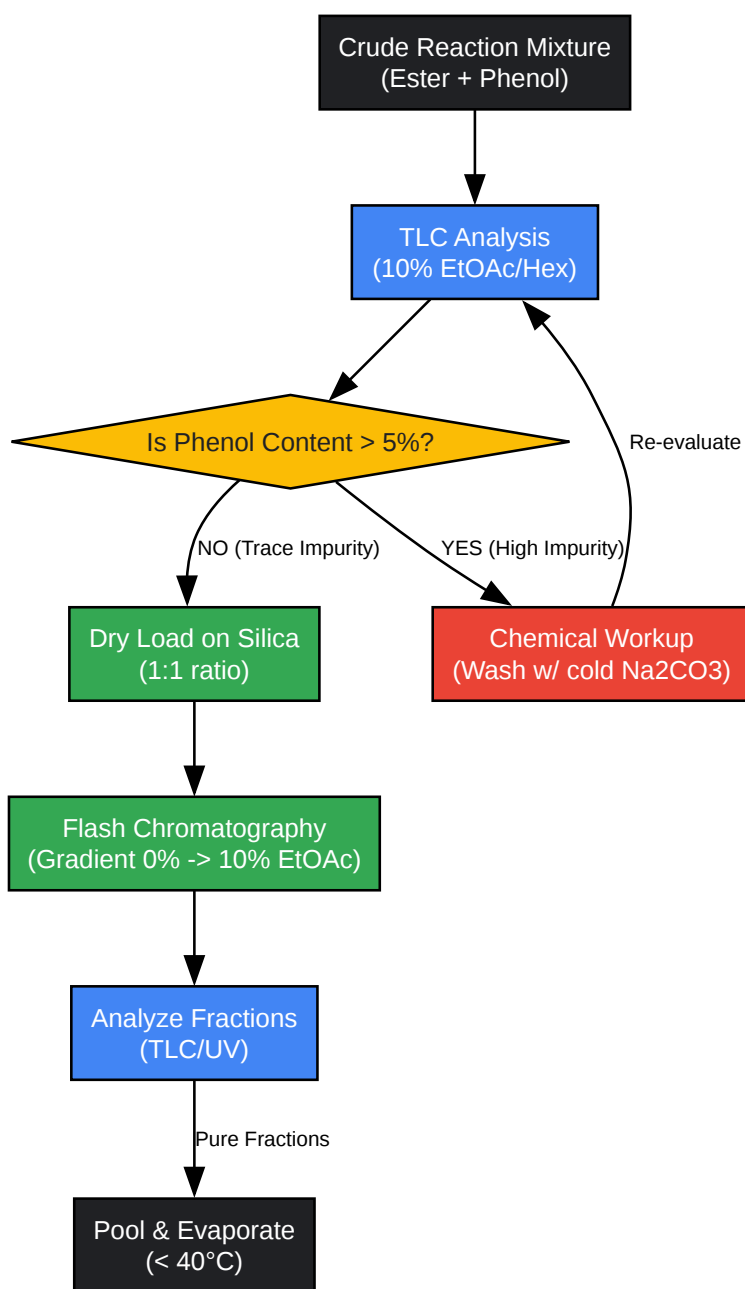 Crude Reaction Mixture
(Ester + Phenol)
TLC Analysis
(10% EtOAc/Hex)
Is Phenol Content > 5%?
Re-evaluate
NO (Trace Impurity)
YES (High Impurity)
Dry Load on Silica
(1:1 ratio)
Chemical Workup
(Wash w/ cold Na2CO3)
Flash Chromatography
(Gradient 0% -> 10% EtOAc)
Analyze Fractions
(TLC/UV)
Pure Fractions
Pool & Evaporate
(< 40°C)